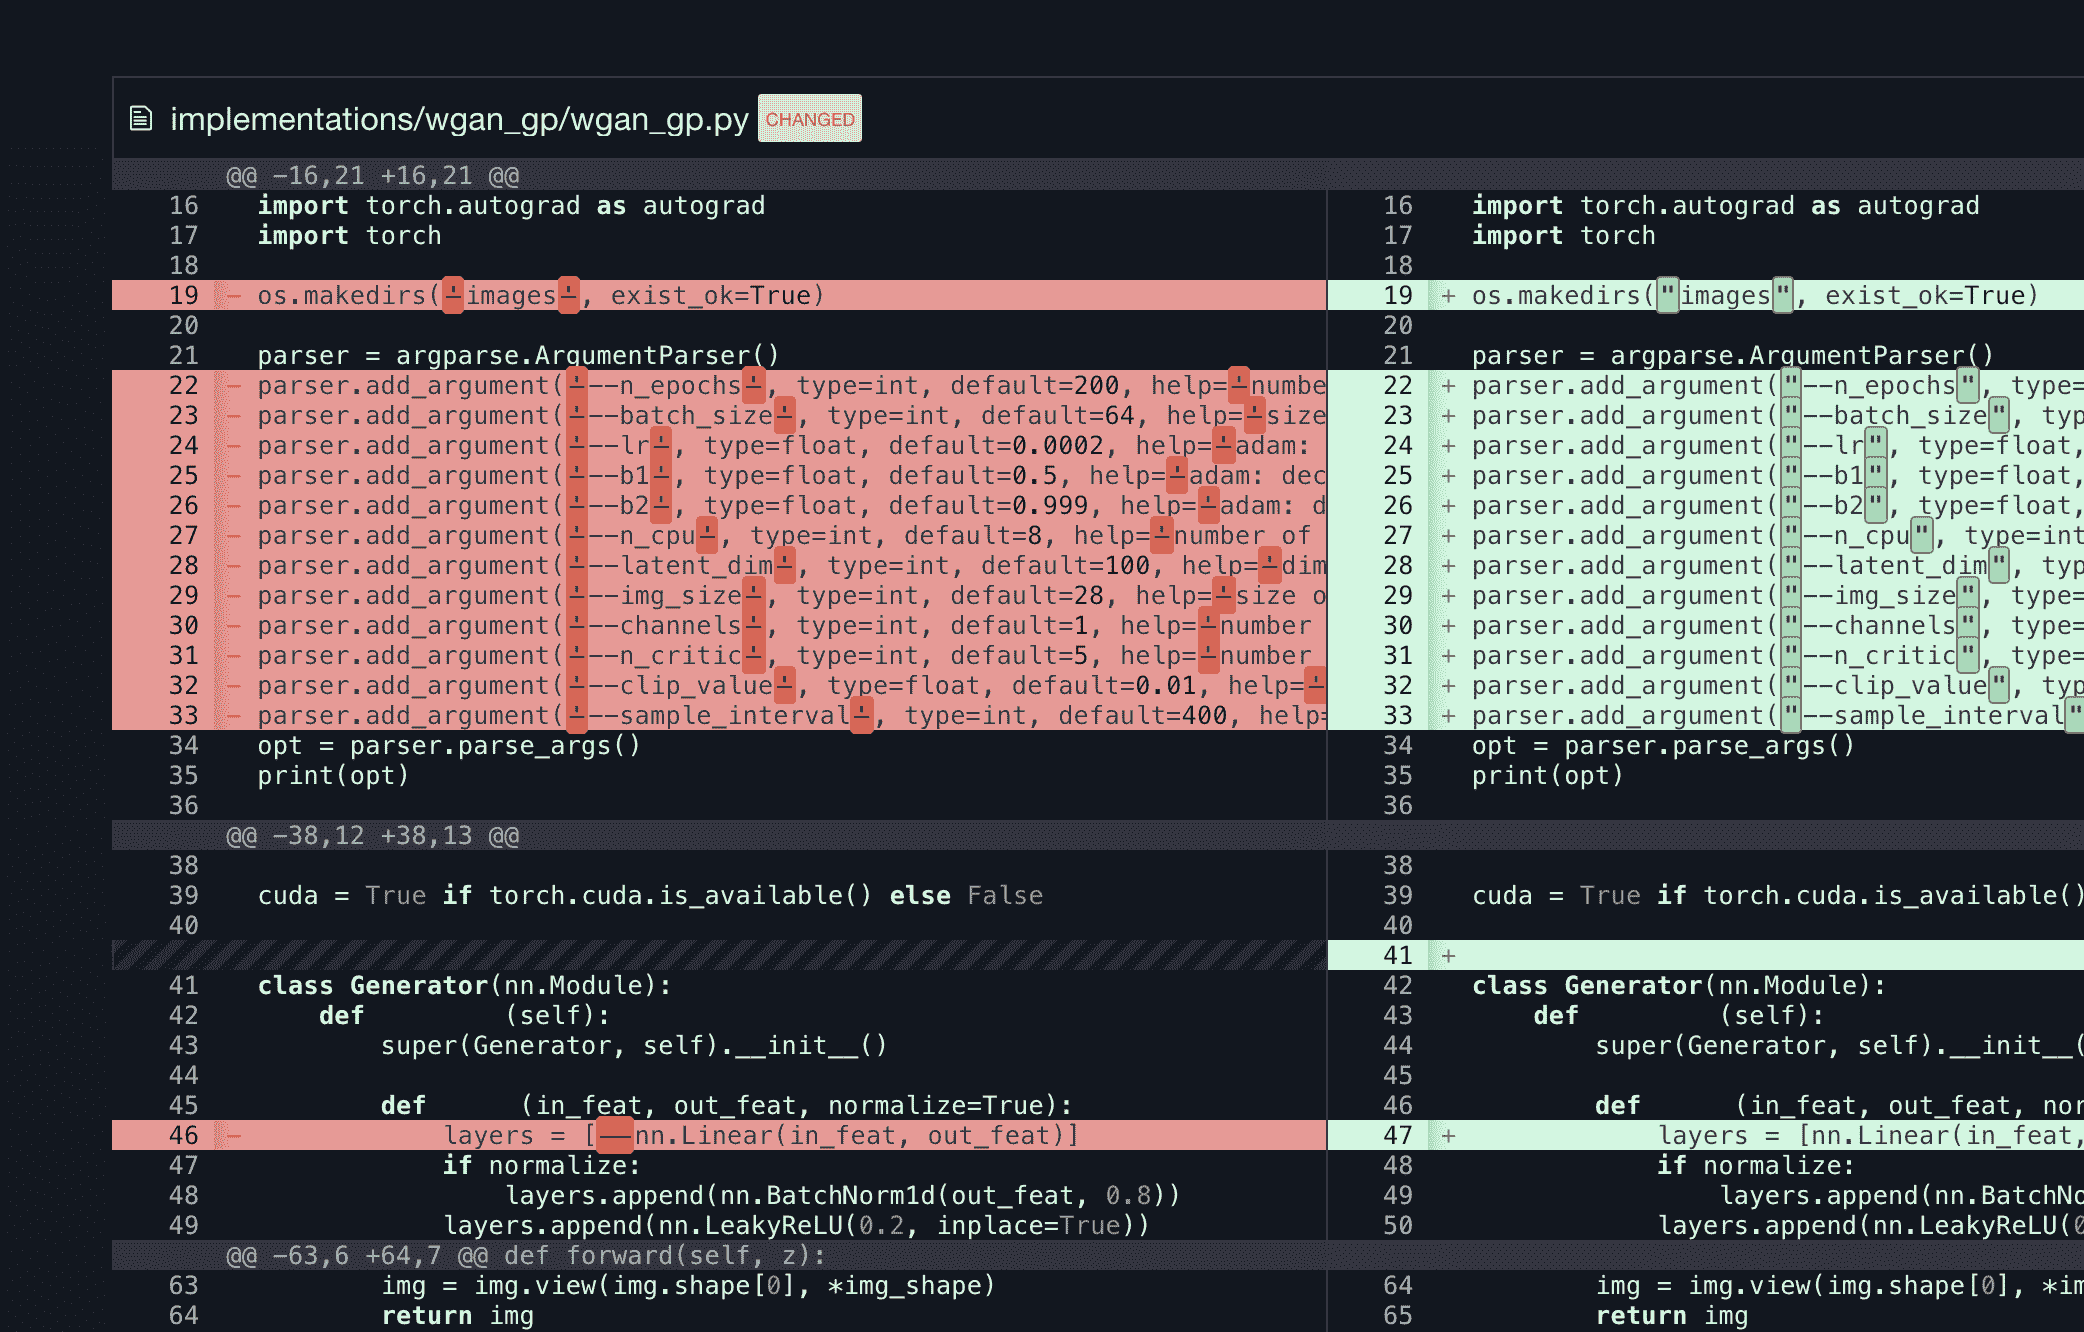 implementations/wgan_gp/wgan_gp.py CHANGED
@@ -16,21 +16,21 @@
16 import torch.autograd as autograd
17 import torch
18
19 - os.makedirs('images', exist_ok=True)
20
21 parser = argparse.ArgumentParser()
22 - parser.add_argument('--n_epochs', type=int, default=200, help='numbe
23 - parser.add_argument('--batch_size', type=int, default=64, help='size
24 - parser.add_argument('--lr', type=float, default=0.0002, help='adam:
25 - parser.add_argument('--b1', type=float, default=0.5, help='adam: dec
26 - parser.add_argument('--b2', type=float, default=0.999, help='adam: d
27 - parser.add_argument('--n_cpu', type=int, default=8, help='number of
28 - parser.add_argument('--latent_dim', type=int, default=100, help='dim
29 - parser.add_argument('--img_size', type=int, default=28, help='size o
30 - parser.add_argument('--channels', type=int, default=1, help='number
31 - parser.add_argument('--n_critic', type=int, default=5, help='number
32 - parser.add_argument('--clip_value', type=float, default=0.01, help='
33 - parser.add_argument('--sample_interval', type=int, default=400, help=
34 opt = parser.parse_args()
35 print(opt)
36
@@ -38,12 +38,13 @@
38
39 cuda = True if torch.cuda.is_available() else False
40
41 class Generator(nn.Module):
42 def (self):
43 super(Generator, self).__init__()
44
45 def (in_feat, out_feat, normalize=True):
46 - layers = [  nn.Linear(in_feat, out_feat)]
47 if normalize:
48 layers.append(nn.BatchNorm1d(out_feat, 0.8))
49 layers.append(nn.LeakyReLU(0.2, inplace=True))
@@ -63,6 +64,7 @@ def forward(self, z):
63 img = img.view(img.shape[0], *img_shape)
64 return img
16 import torch.autograd as autograd
17 import torch
18
19 + os.makedirs("images", exist_ok=True)
20
21 parser = argparse.ArgumentParser()
22 + parser.add_argument("--n_epochs", type=
23 + parser.add_argument("--batch_size", typ
24 + parser.add_argument("--lr", type=float,
25 + parser.add_argument("--b1", type=float,
26 + parser.add_argument("--b2", type=float,
27 + parser.add_argument("--n_cpu", type=int
28 + parser.add_argument("--latent_dim", typ
29 + parser.add_argument("--img_size", type=
30 + parser.add_argument("--channels", type=
31 + parser.add_argument("--n_critic", type=
32 + parser.add_argument("--clip_value", typ
33 + parser.add_argument("--sample_interval"
34 opt = parser.parse_args()
35 print(opt)
36
38
39 cuda = True if torch.cuda.is_available()
40
41 +
42 class Generator(nn.Module):
43 def (self):
44 super(Generator, self).__init__(
45
46 def (in_feat, out_feat, nor
47 + layers = [nn.Linear(in_feat,
48 if normalize:
49 layers.append(nn.BatchNo
50 layers.append(nn.LeakyReLU(0
64 img = img.view(img.shape[0], *im
65 return img